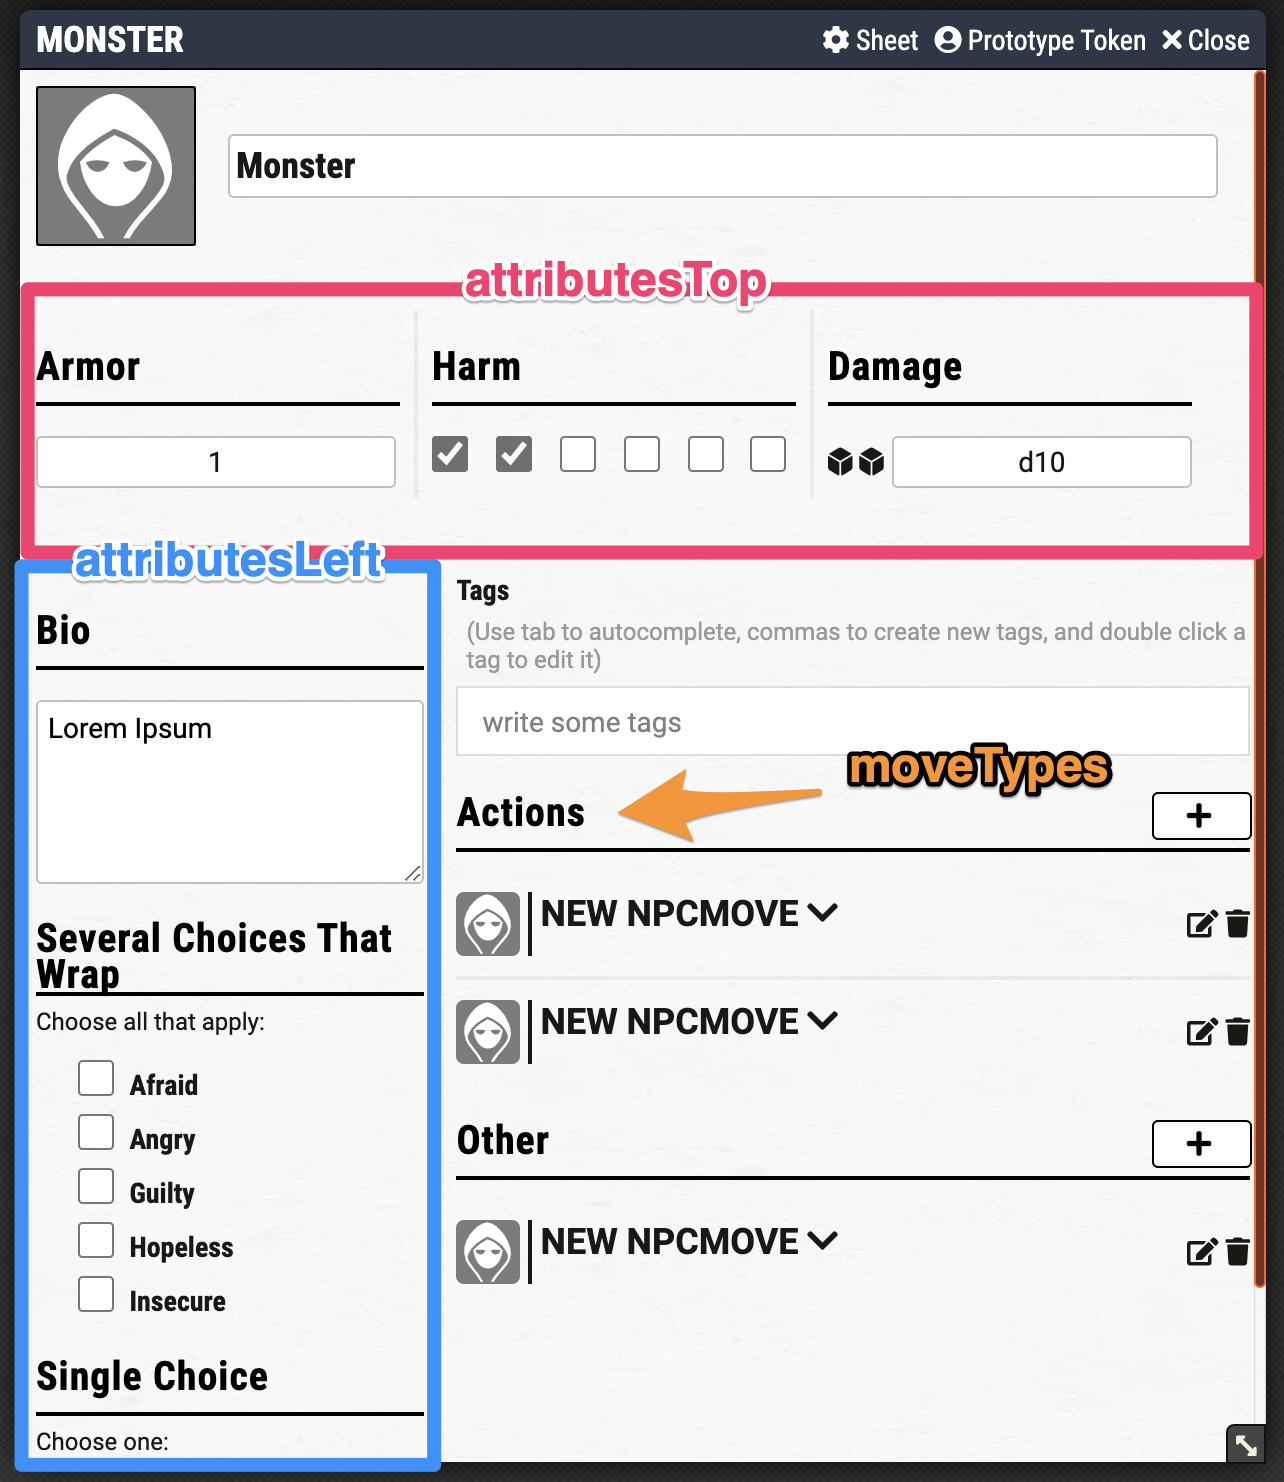 MONSTER
Sheet
Prototype Token
Close
Monster
attributesTop
Armor
Harm
Damage
1
d10
attributesLeft
Bio
Lorem Ipsum
Several Choices That
Wrap
Choose all that apply:
Afraid
Angry
Guilty
Hopeless
Insecure
Single Choice
Choose one:
Tags
(Use tab to autocomplete, commas to create new tags, and double click a
tag to edit it)
write some tags
moveTypes
Actions
NEW NPCMOVE
NEW NPCMOVE
Other
NEW NPCMOVE